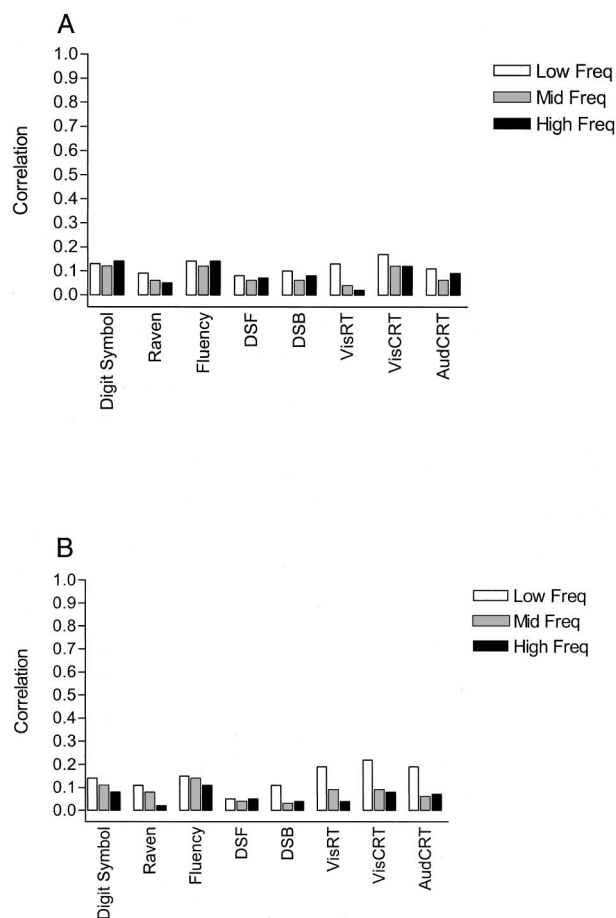 A
1.0
0.9
0.8
0.7
0.6
0.5
0.4
0.3
0.2
0.1
0.0
Correlation
Low Freq
Mid Freq
High Freq
Digit Symbol
Raven
Fluency
DSF
DSB
VisRT
VisCRT
AudCRT
B
1.0
0.9
0.8
0.7
0.6
0.5
0.4
0.3
0.2
0.1
0.0
Correlation
Low Freq
Mid Freq
High Freq
Digit Symbol
Raven
Fluency
DSF
DSB
VisRT
VisCRT
AudCRT